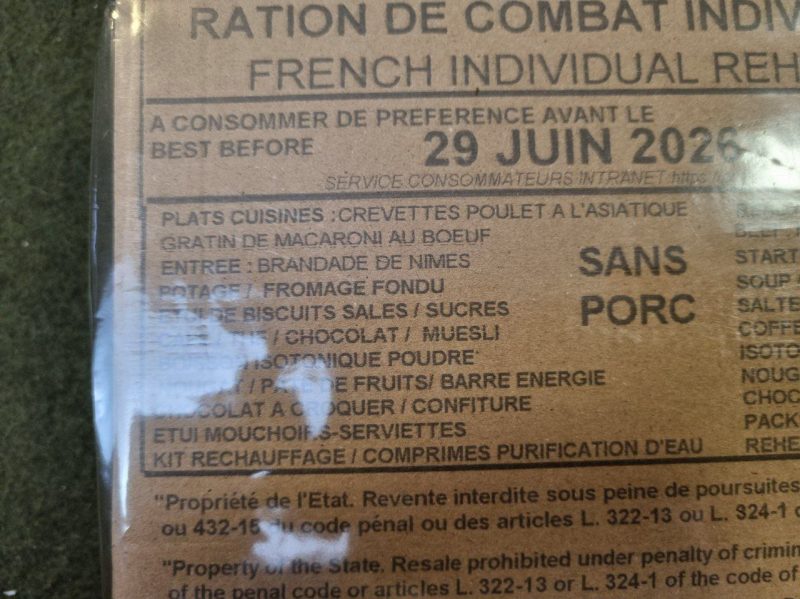 RATION DE COMBAT INDIV
FRENCH INDIVIDUAL REH
A CONSOMMER DE PREFERENCE AVANT LE
BEST BEFORE 29 JUIN 2026
SERVICE CONSOMMATEURS INTRANET https
PLATS CUISINES : CREVETTES POULET A L'ASIATIQUE
GRATIN DE MACARONI AU BOEUF
ENTREE : BRANDADE DE NIMES
POTAGE / FROMAGE FONDU
DE BISCUITS SALES / SUCRES
/ CHOCOLAT / MUESLI
ISOTONIQUE POUDRE
/ PATE DE FRUITS/ BARRE ENERGIE
CHOCOLAT A CROQUER / CONFITURE
ETUI MOUCHOIRS-SERVIETTES
KIT RECHAUFFAGE / COMPRIMES PURIFICATION D'EAU
SANS
PORC
START
SOUP
SALTE
COFFE
ISOTO
NOUG
CHOC
PACK
REHE
"Propriété de l'Etat. Revente interdite sous peine de poursuites
ou 432-15 du code pénal ou des articles L. 322-13 ou L. 324-1
"Property of the State. Resale prohibited under penalty of crimin
of the penal code or articles L. 322-13 or L. 324-1 of the code of